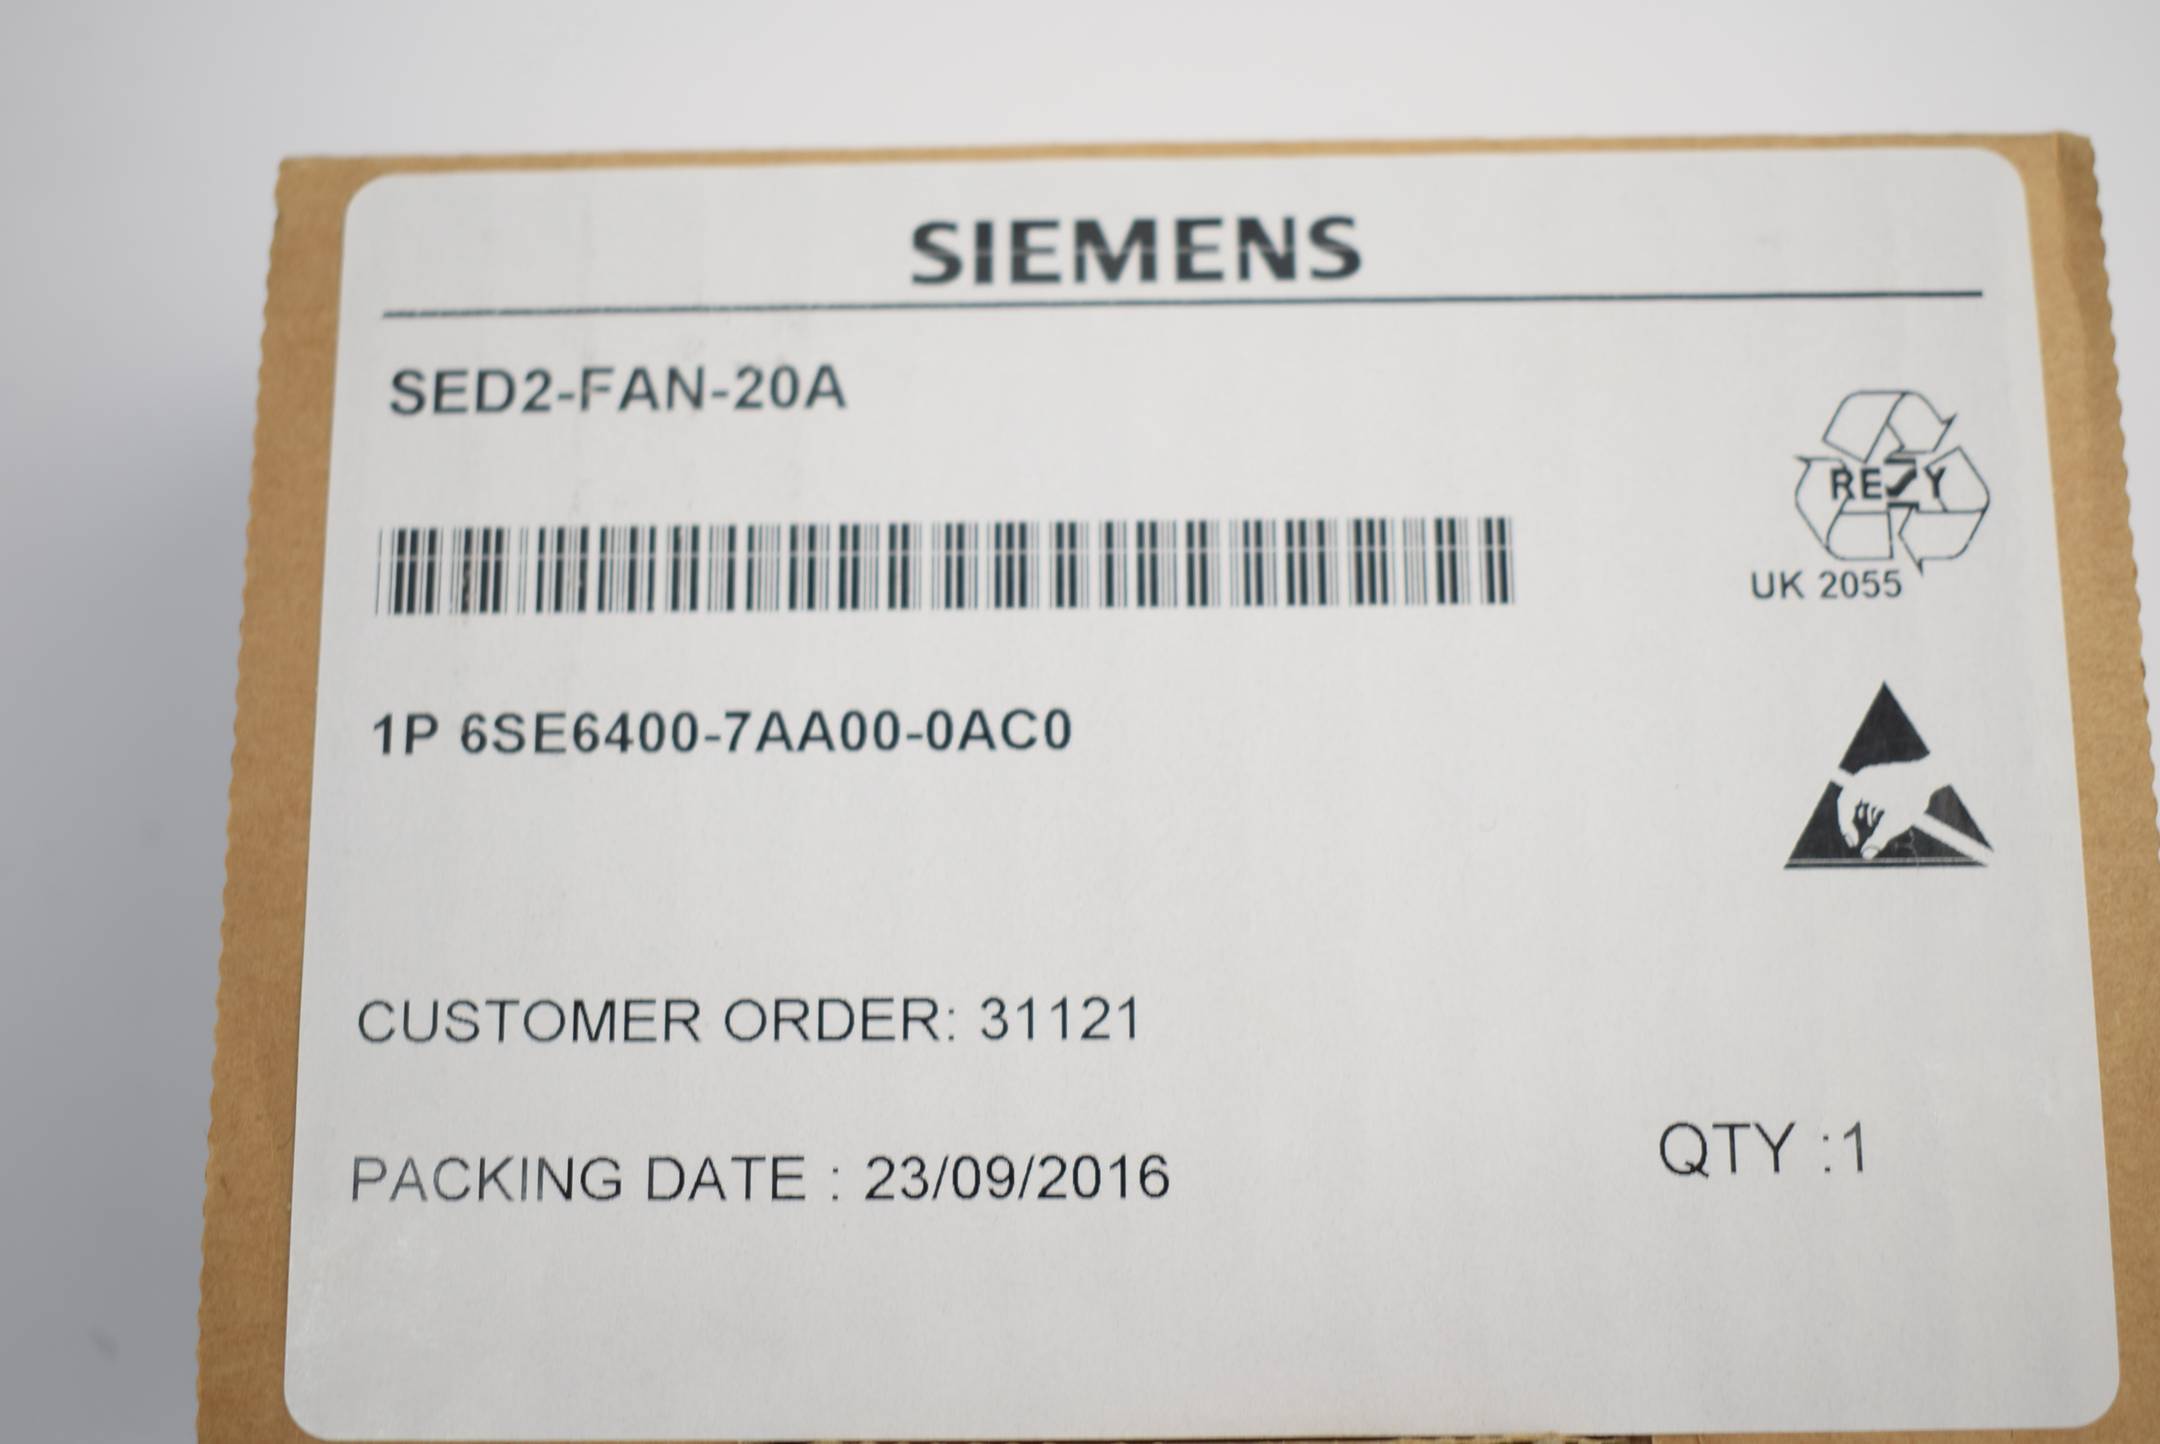 SIEMENS
SED2-FAN-20A
RESY
UK 2055
1P 6SE6400-7AA00-0AC0
CUSTOMER ORDER: 31121
QTY :1
PACKING DATE : 23/09/2016